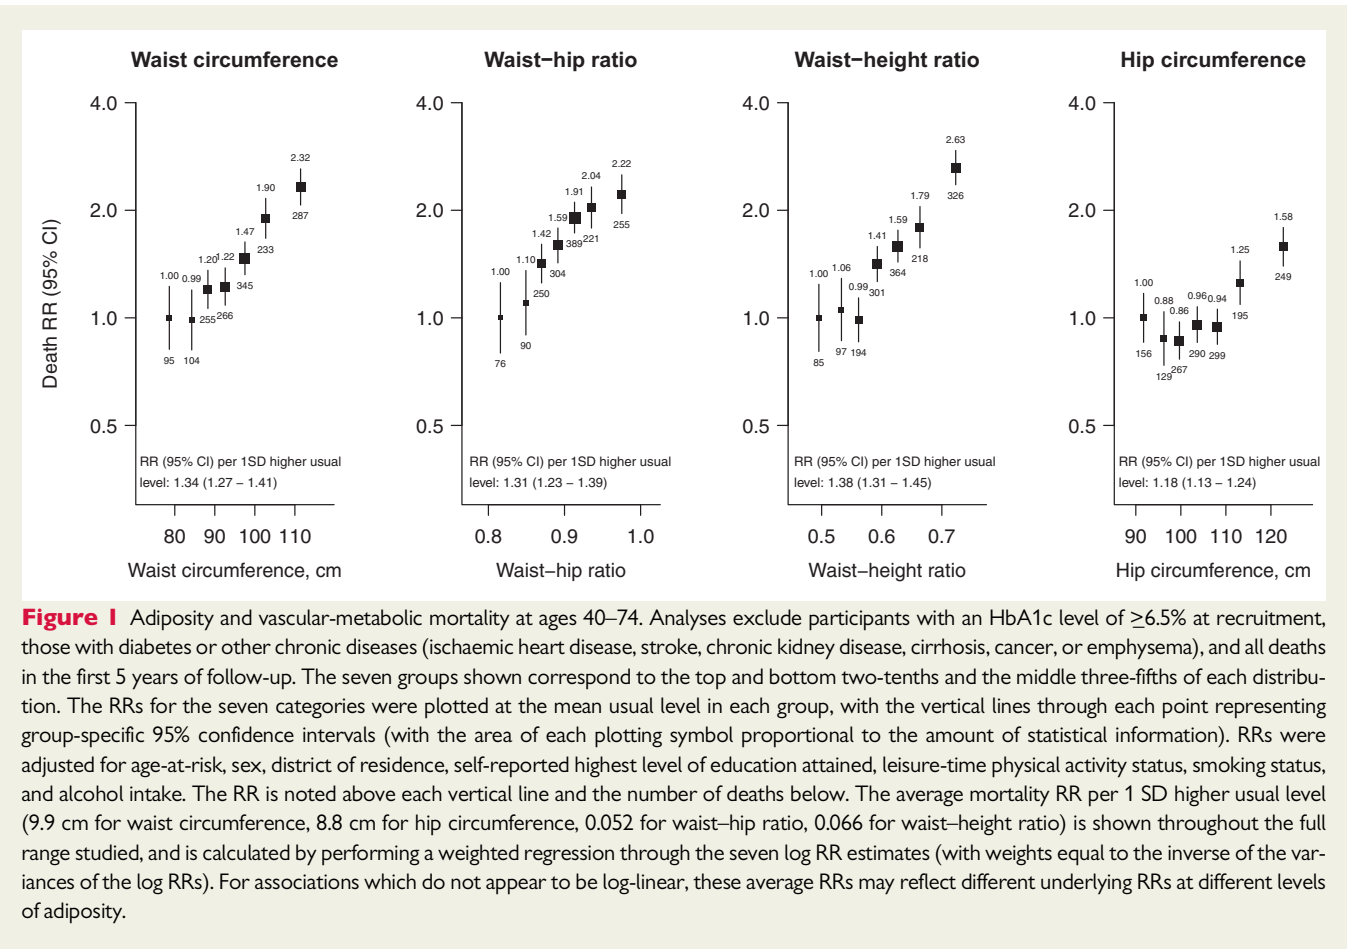 Waist circumference
4.0
2.0
1.0
0.5
Death RR (95% CI)
1.00
0.99
1.20
1.22
1.47
1.90
2.32
95
104
255
266
345
233
287
RR (95% CI) per 1SD higher usual
level: 1.34 (1.27 – 1.41)
80 90 100 110
Waist circumference, cm
Waist–hip ratio
4.0
2.0
1.0
0.5
1.00
1.10
1.42
1.59
1.91
2.04
2.22
76
90
250
304
389
221
255
RR (95% CI) per 1SD higher usual
level: 1.31 (1.23 – 1.39)
0.8 0.9 1.0
Waist–hip ratio
Waist–height ratio
4.0
2.0
1.0
0.5
1.00
1.06
0.99
1.41
1.59
1.79
2.63
85
97
194
301
364
218
326
RR (95% CI) per 1SD higher usual
level: 1.38 (1.31 – 1.45)
0.5 0.6 0.7
Waist–height ratio
Hip circumference
4.0
2.0
1.0
0.5
1.00
0.88
0.86
0.96
0.94
1.25
1.58
156
129
267
290
299
195
249
RR (95% CI) per 1SD higher usual
level: 1.18 (1.13 – 1.24)
90 100 110 120
Hip circumference, cm
Figure 1 Adiposity and vascular-metabolic mortality at ages 40–74. Analyses exclude participants with an HbA1c level of ≥6.5% at recruitment,
those with diabetes or other chronic diseases (ischaemic heart disease, stroke, chronic kidney disease, cirrhosis, cancer, or emphysema), and all deaths
in the first 5 years of follow-up. The seven groups shown correspond to the top and bottom two-tenths and the middle three-fifths of each distribu-
tion. The RRs for the seven categories were plotted at the mean usual level in each group, with the vertical lines through each point representing
group-specific 95% confidence intervals (with the area of each plotting symbol proportional to the amount of statistical information). RRs were
adjusted for age-at-risk, sex, district of residence, self-reported highest level of education attained, leisure-time physical activity status, smoking status,
and alcohol intake. The RR is noted above each vertical line and the number of deaths below. The average mortality RR per 1 SD higher usual level
(9.9 cm for waist circumference, 8.8 cm for hip circumference, 0.052 for waist–hip ratio, 0.066 for waist–height ratio) is shown throughout the full
range studied, and is calculated by performing a weighted regression through the seven log RR estimates (with weights equal to the inverse of the var-
iances of the log RRs). For associations which do not appear to be log-linear, these average RRs may reflect different underlying RRs at different levels
of adiposity.